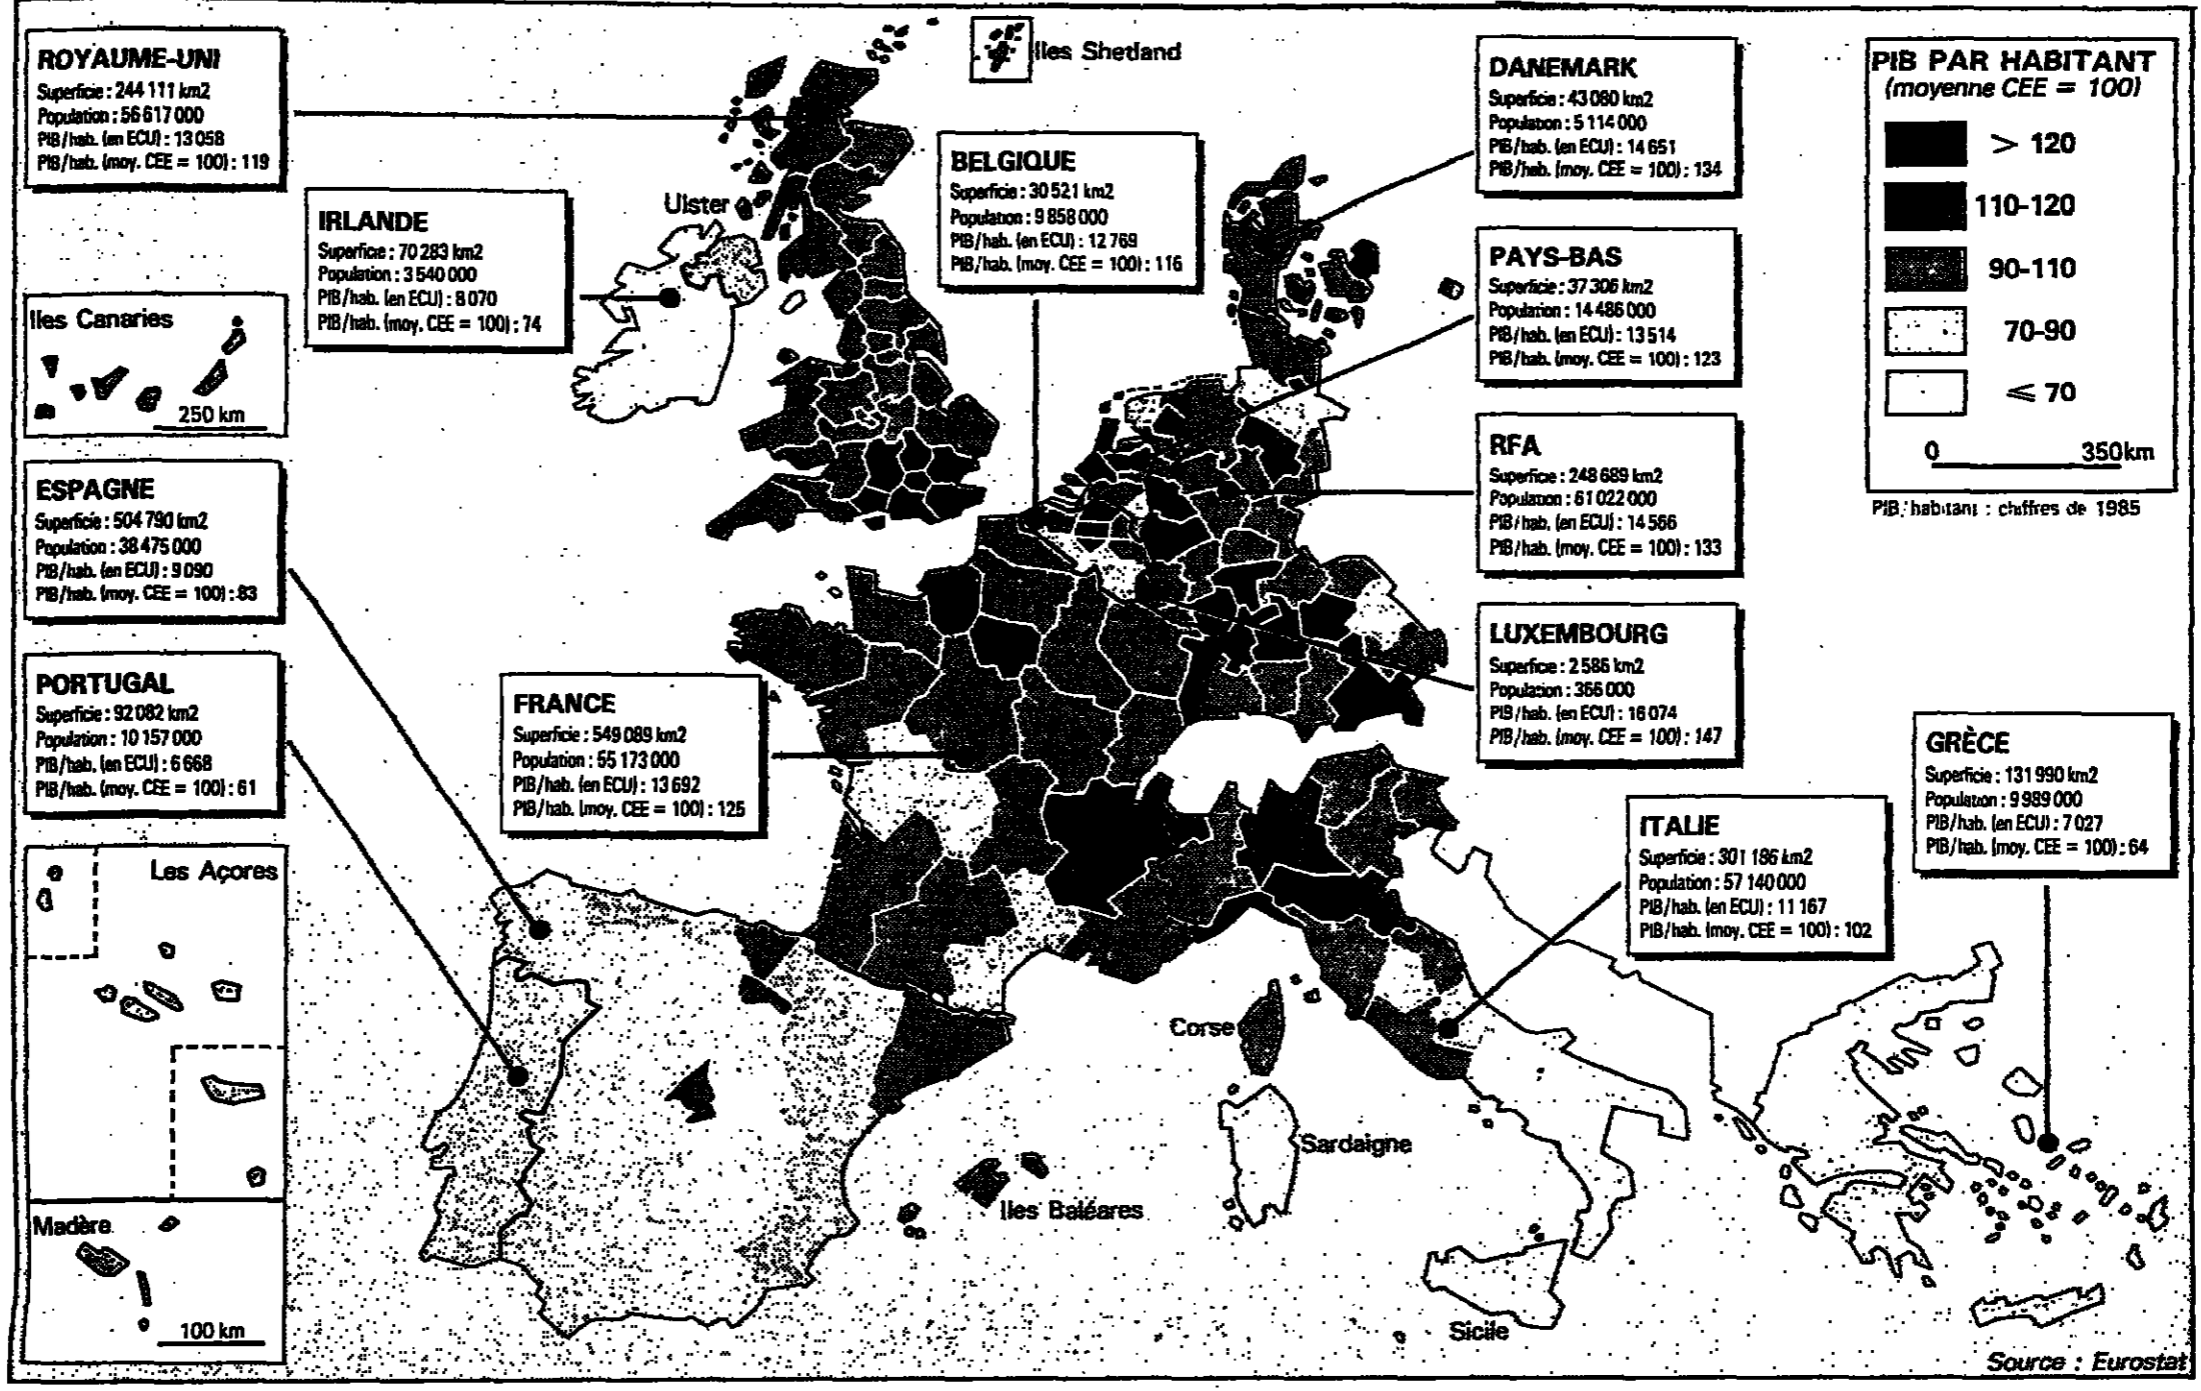 ROYAUME-UNI
Superficie : 244 111 km2
Population : 56 617 000
PIB/hab. (en ECU) : 13 058
PIB/hab. (moy. CEE = 100) : 119
Iles Shetland
DANEMARK
Superficie : 43 080 km2
Population : 5 114 000
PIB/hab. (en ECU) : 14 651
PIB/hab. (moy. CEE = 100) : 134
PIB PAR HABITANT
(moyenne CEE = 100)
> 120
110-120
90-110
70-90
≤ 70
0 350km
PIB/habitant : chiffres de 1985
BELGIQUE
Superficie : 30 521 km2
Population : 9 858 000
PIB/hab. (en ECU) : 12 769
PIB/hab. (moy. CEE = 100) : 116
Ulster
IRLANDE
Superficie : 70 283 km2
Population : 3 540 000
PIB/hab. (en ECU) : 8 070
PIB/hab. (moy. CEE = 100) : 74
PAYS-BAS
Superficie : 37 306 km2
Population : 14 486 000
PIB/hab. (en ECU) : 13 514
PIB/hab. (moy. CEE = 100) : 123
Iles Canaries
250 km
RFA
Superficie : 248 689 km2
Population : 61 022 000
PIB/hab. (en ECU) : 14 566
PIB/hab. (moy. CEE = 100) : 133
ESPAGNE
Superficie : 504 790 km2
Population : 38 475 000
PIB/hab. (en ECU) : 9 090
PIB/hab. (moy. CEE = 100) : 83
LUXEMBOURG
Superficie : 2 586 km2
Population : 366 000
PIB/hab. (en ECU) : 16 074
PIB/hab. (moy. CEE = 100) : 147
PORTUGAL
Superficie : 92 082 km2
Population : 10 157 000
PIB/hab. (en ECU) : 6 668
PIB/hab. (moy. CEE = 100) : 61
FRANCE
Superficie : 549 089 km2
Population : 55 173 000
PIB/hab. (en ECU) : 13 692
PIB/hab. (moy. CEE = 100) : 125
GRÈCE
Superficie : 131 990 km2
Population : 9 989 000
PIB/hab. (en ECU) : 7 027
PIB/hab. (moy. CEE = 100) : 64
ITALIE
Superficie : 301 186 km2
Population : 57 140 000
PIB/hab. (en ECU) : 11 167
PIB/hab. (moy. CEE = 100) : 102
Les Açores
Corse
Sardaigne
Iles Baléares
Madère
100 km
Sicile
Source : Eurostat